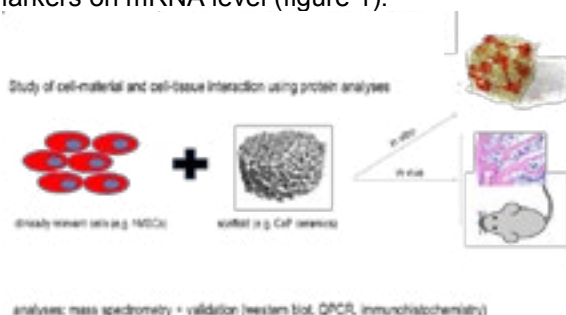 markers on mRNA level (figure 1).
Study of cell-material and cell-tissue interaction using protein analyses
in vitro
in vivo
clinically relevant cells (e.g. hMSCs)
scaffold (e.g. CaP ceramics)
analyses: mass spectrometry + validation (western blot, QPCR, immunohistochemistry)